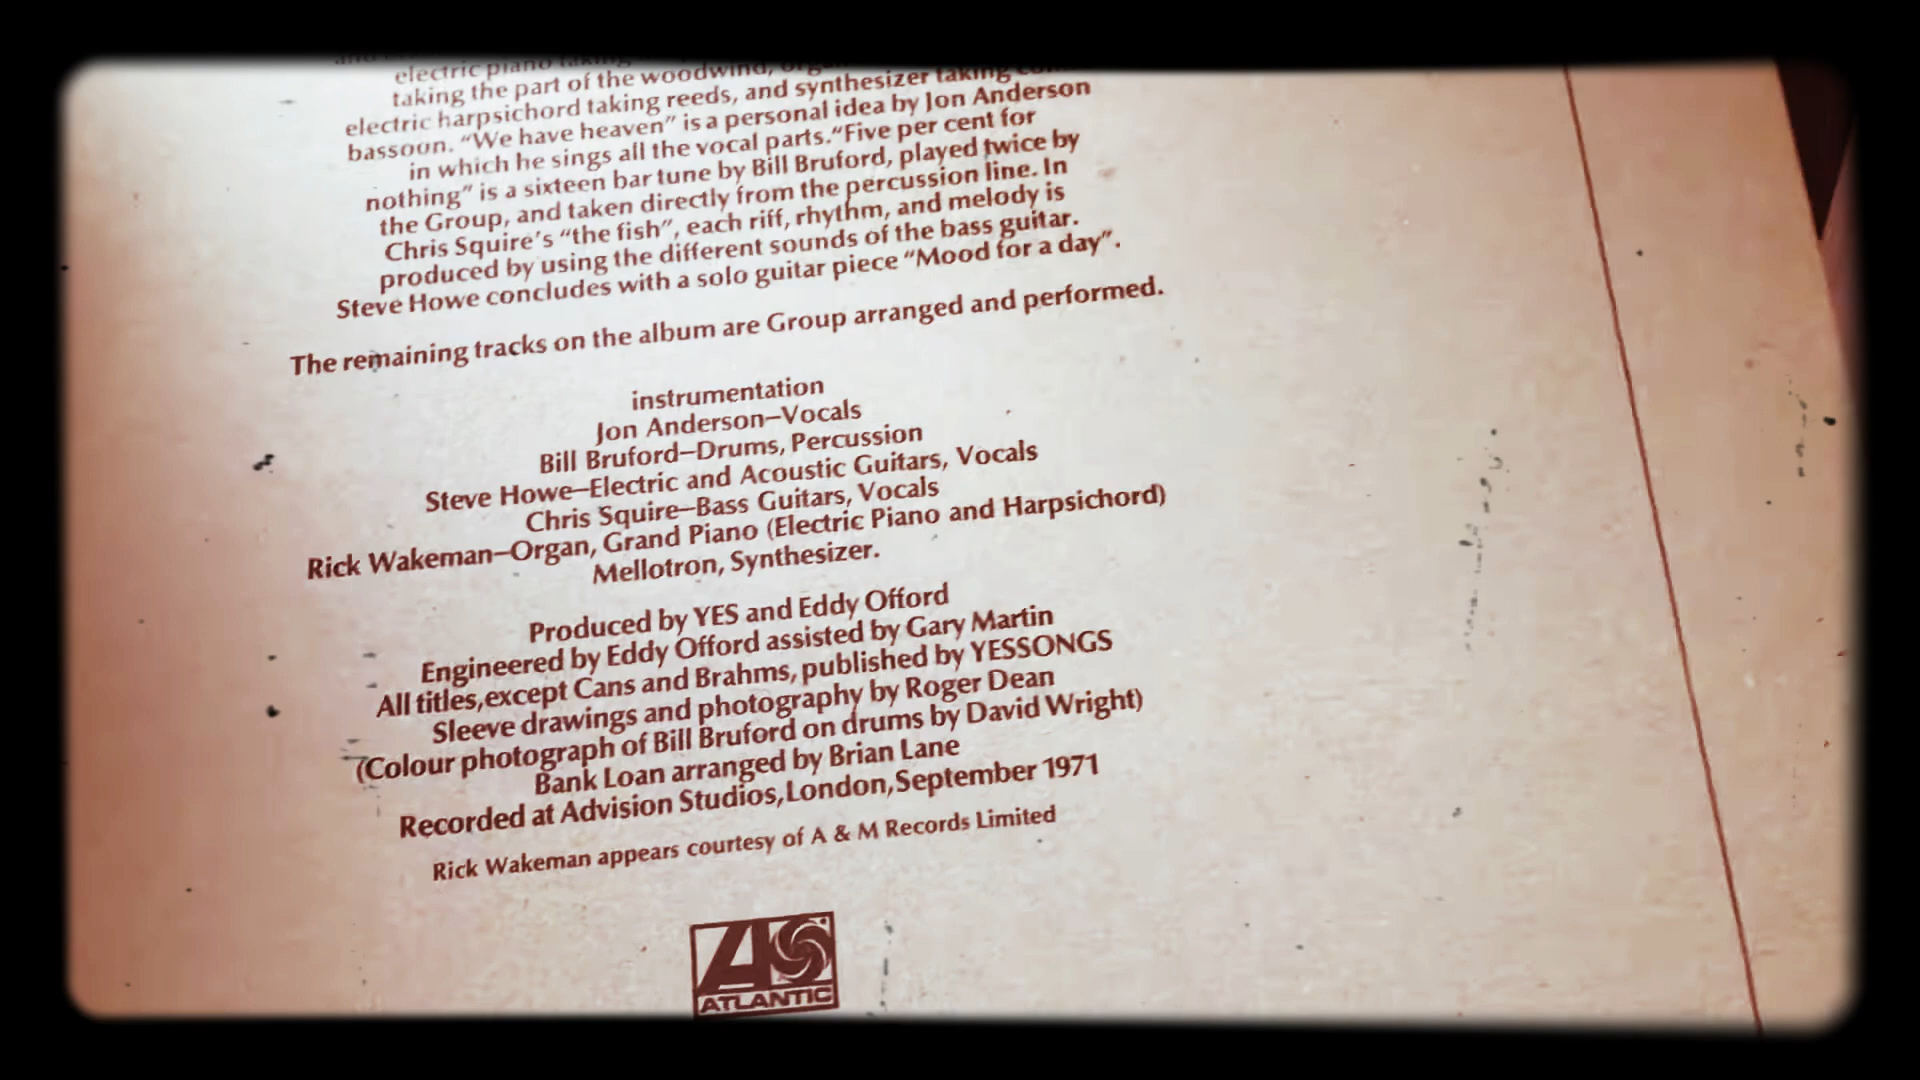 electric piano taking
taking the part of the woodwind,
electric harpsichord taking reeds, and synthesizer taking
bassoon. “We have heaven” is a personal idea by Jon Anderson
in which he sings all the vocal parts.“Five per cent for
nothing” is a sixteen bar tune by Bill Bruford, played twice by
the Group, and taken directly from the percussion line. In
Chris Squire's “the fish”, each riff, rhythm, and melody is
produced by using the different sounds of the bass guitar.
Steve Howe concludes with a solo guitar piece “Mood for a day”.
The remaining tracks on the album are Group arranged and performed.
instrumentation
Jon Anderson–Vocals
Bill Bruford–Drums, Percussion
Steve Howe–Electric and Acoustic Guitars, Vocals
Chris Squire–Bass Guitars, Vocals
Rick Wakeman–Organ, Grand Piano (Electric Piano and Harpsichord)
Mellotron, Synthesizer.
Produced by YES and Eddy Offord
Engineered by Eddy Offord assisted by Gary Martin
All titles,except Cans and Brahms, published by YESSONGS
Sleeve drawings and photography by Roger Dean
(Colour photograph of Bill Bruford on drums by David Wright)
Bank Loan arranged by Brian Lane
Recorded at Advision Studios,London,September 1971
Rick Wakeman appears courtesy of A & M Records Limited
ATLANTIC